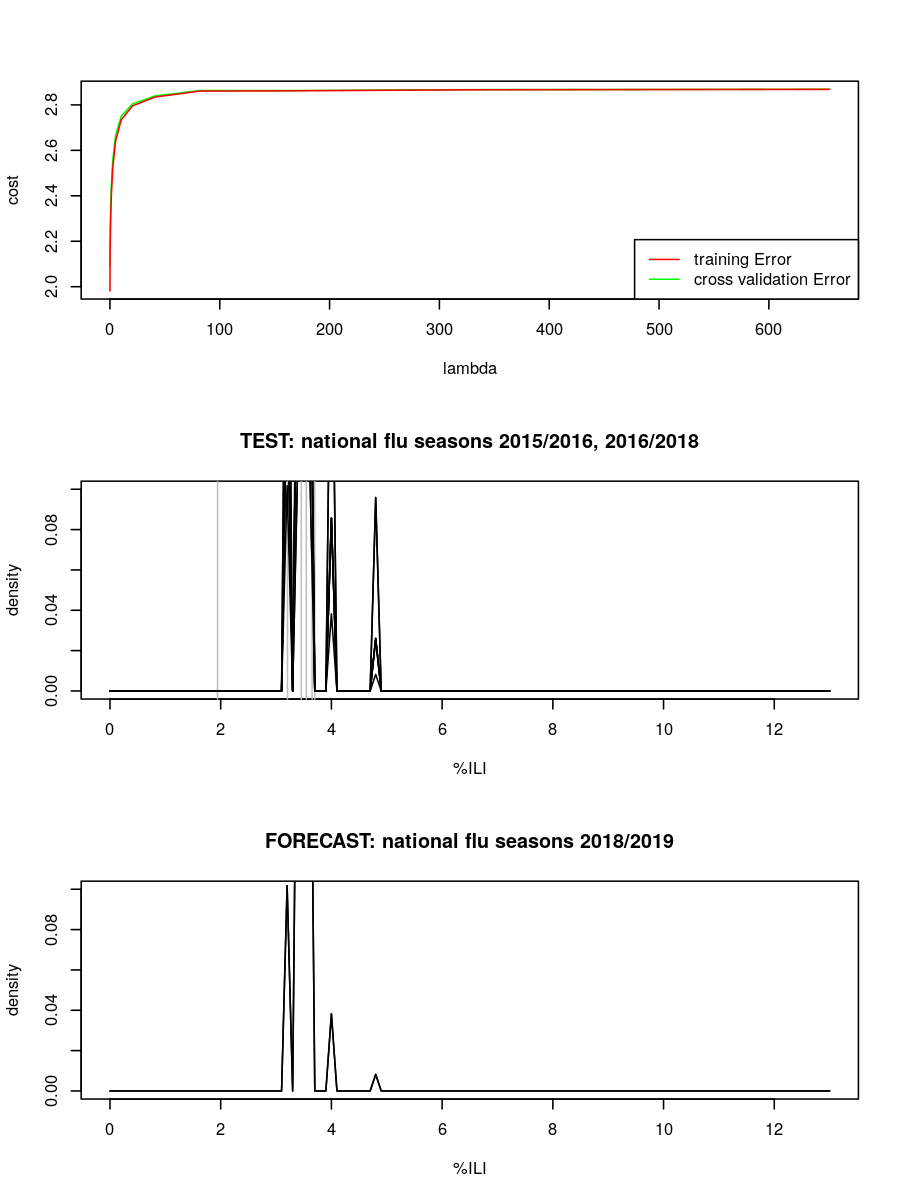 2.8
2.6
2.4
2.2
2.0
cost
training Error
cross validation Error
0 100 200 300 400 500 600
lambda
TEST: national flu seasons 2015/2016, 2016/2018
0.08
0.04
0.00
density
0 2 4 6 8 10 12
%ILI
FORECAST: national flu seasons 2018/2019
0.08
0.04
0.00
density
0 2 4 6 8 10 12
%ILI